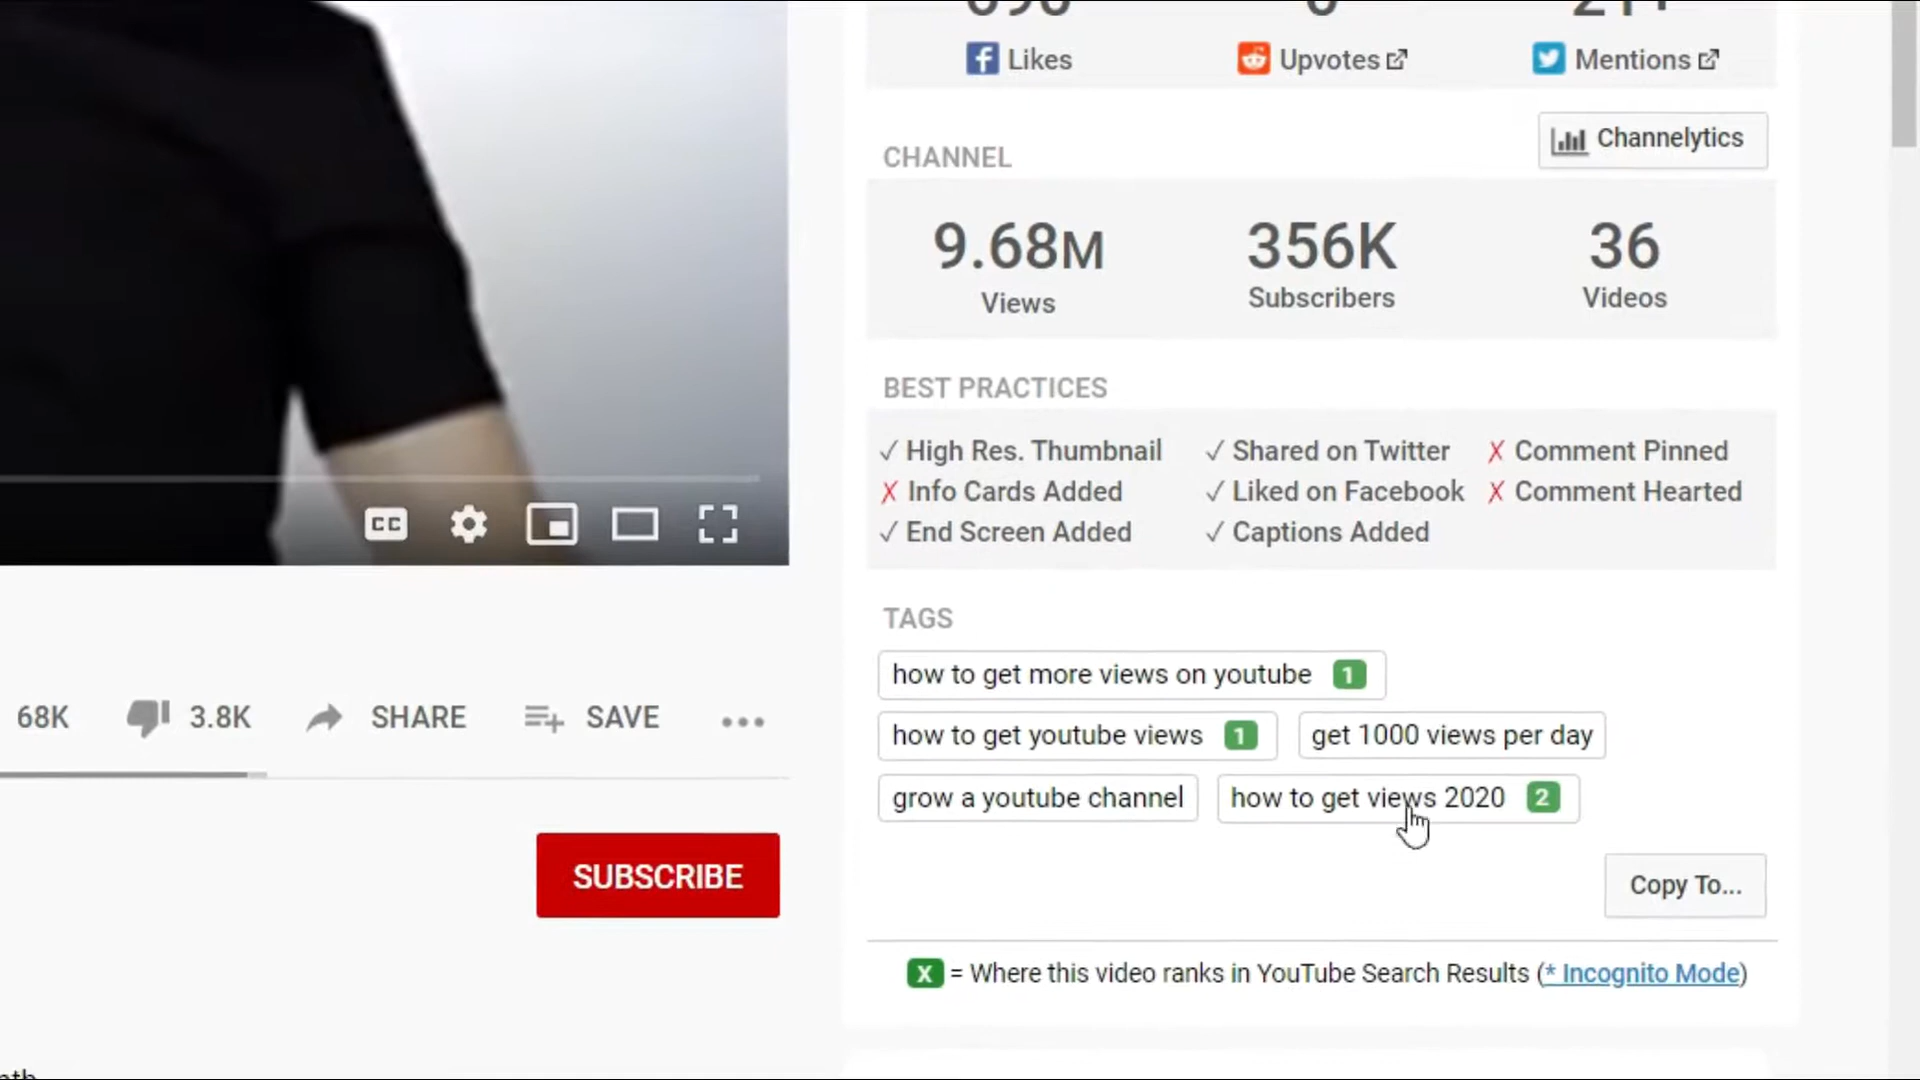 Likes Upvotes Mentions
CHANNEL
Channelytics
9.68M 356K 36
Views Subscribers Videos
BEST PRACTICES
✓ High Res. Thumbnail ✓ Shared on Twitter ✗ Comment Pinned
✗ Info Cards Added ✓ Liked on Facebook ✗ Comment Hearted
✓ End Screen Added ✓ Captions Added
TAGS
how to get more views on youtube 1
how to get youtube views 1 get 1000 views per day
grow a youtube channel how to get views 2020 2
Copy To...
X = Where this video ranks in YouTube Search Results (* Incognito Mode)
CC
68K 3.8K SHARE SAVE
SUBSCRIBE